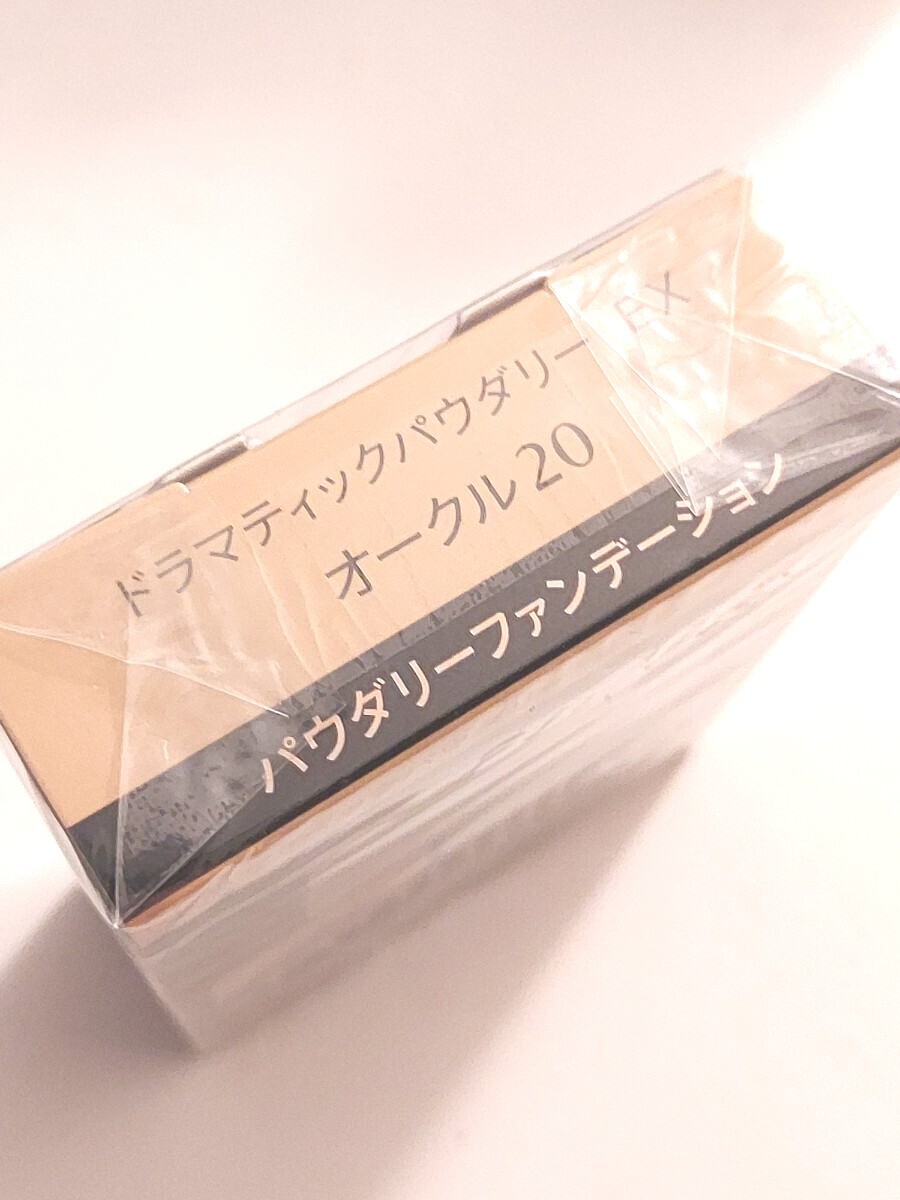 ドラマティックパウダリー EX
オークル20
パウダリーファンデーション